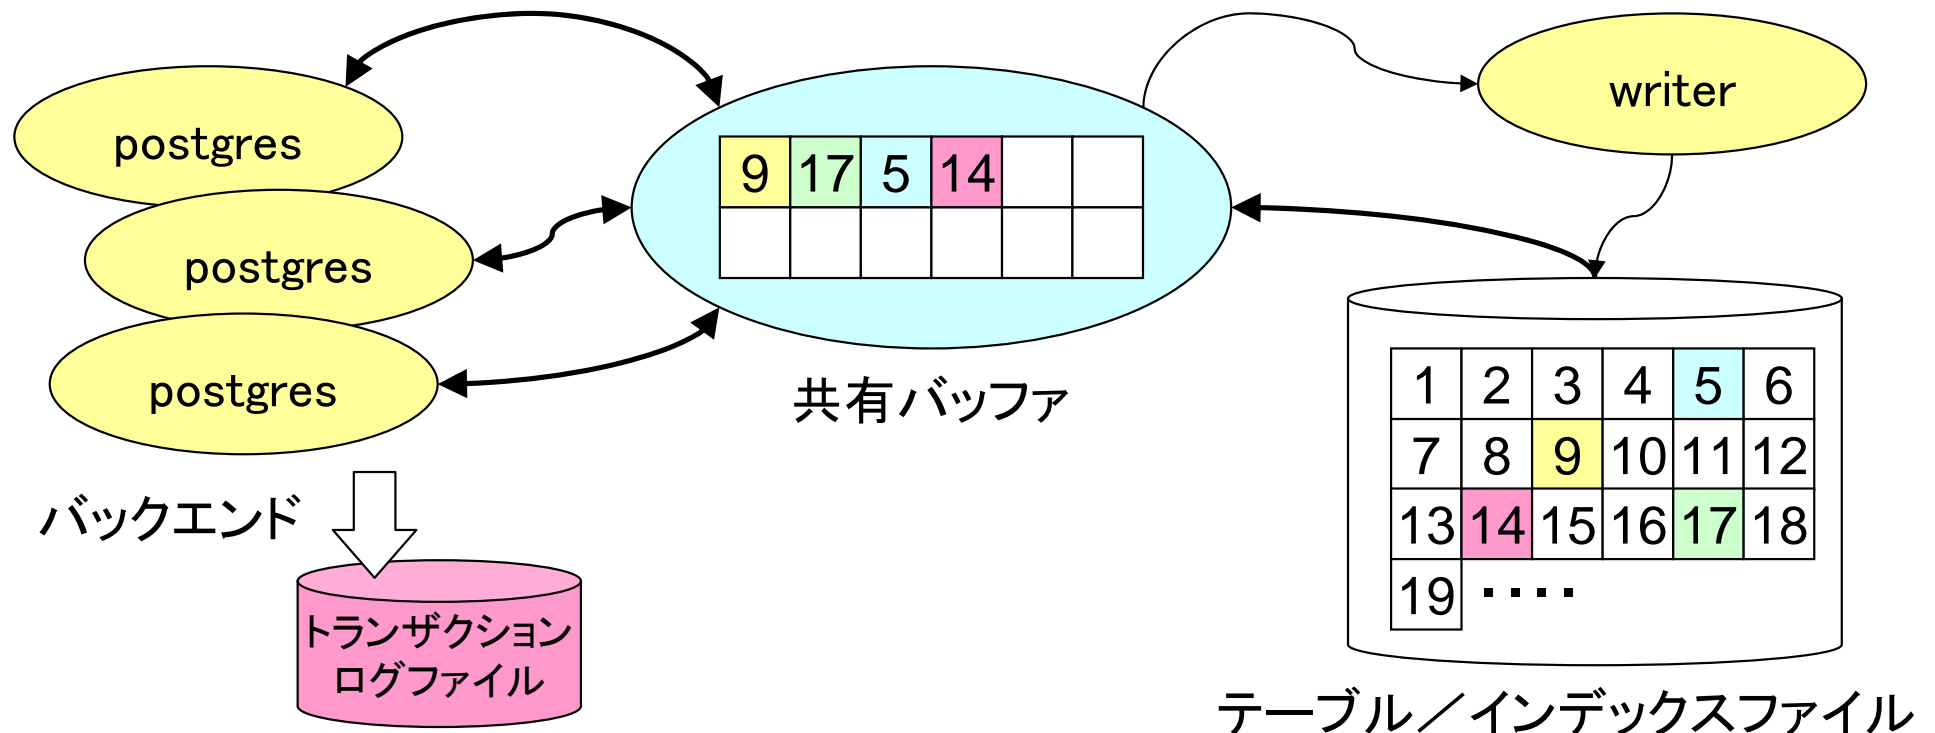 postgres
postgres
postgres
バックエンド
トランザクション
ログファイル
9 17 5 14
共有バッファ
writer
1 2 3 4 5 6
7 8 9 10 11 12
13 14 15 16 17 18
19 ････
テーブル／インデックスファイル